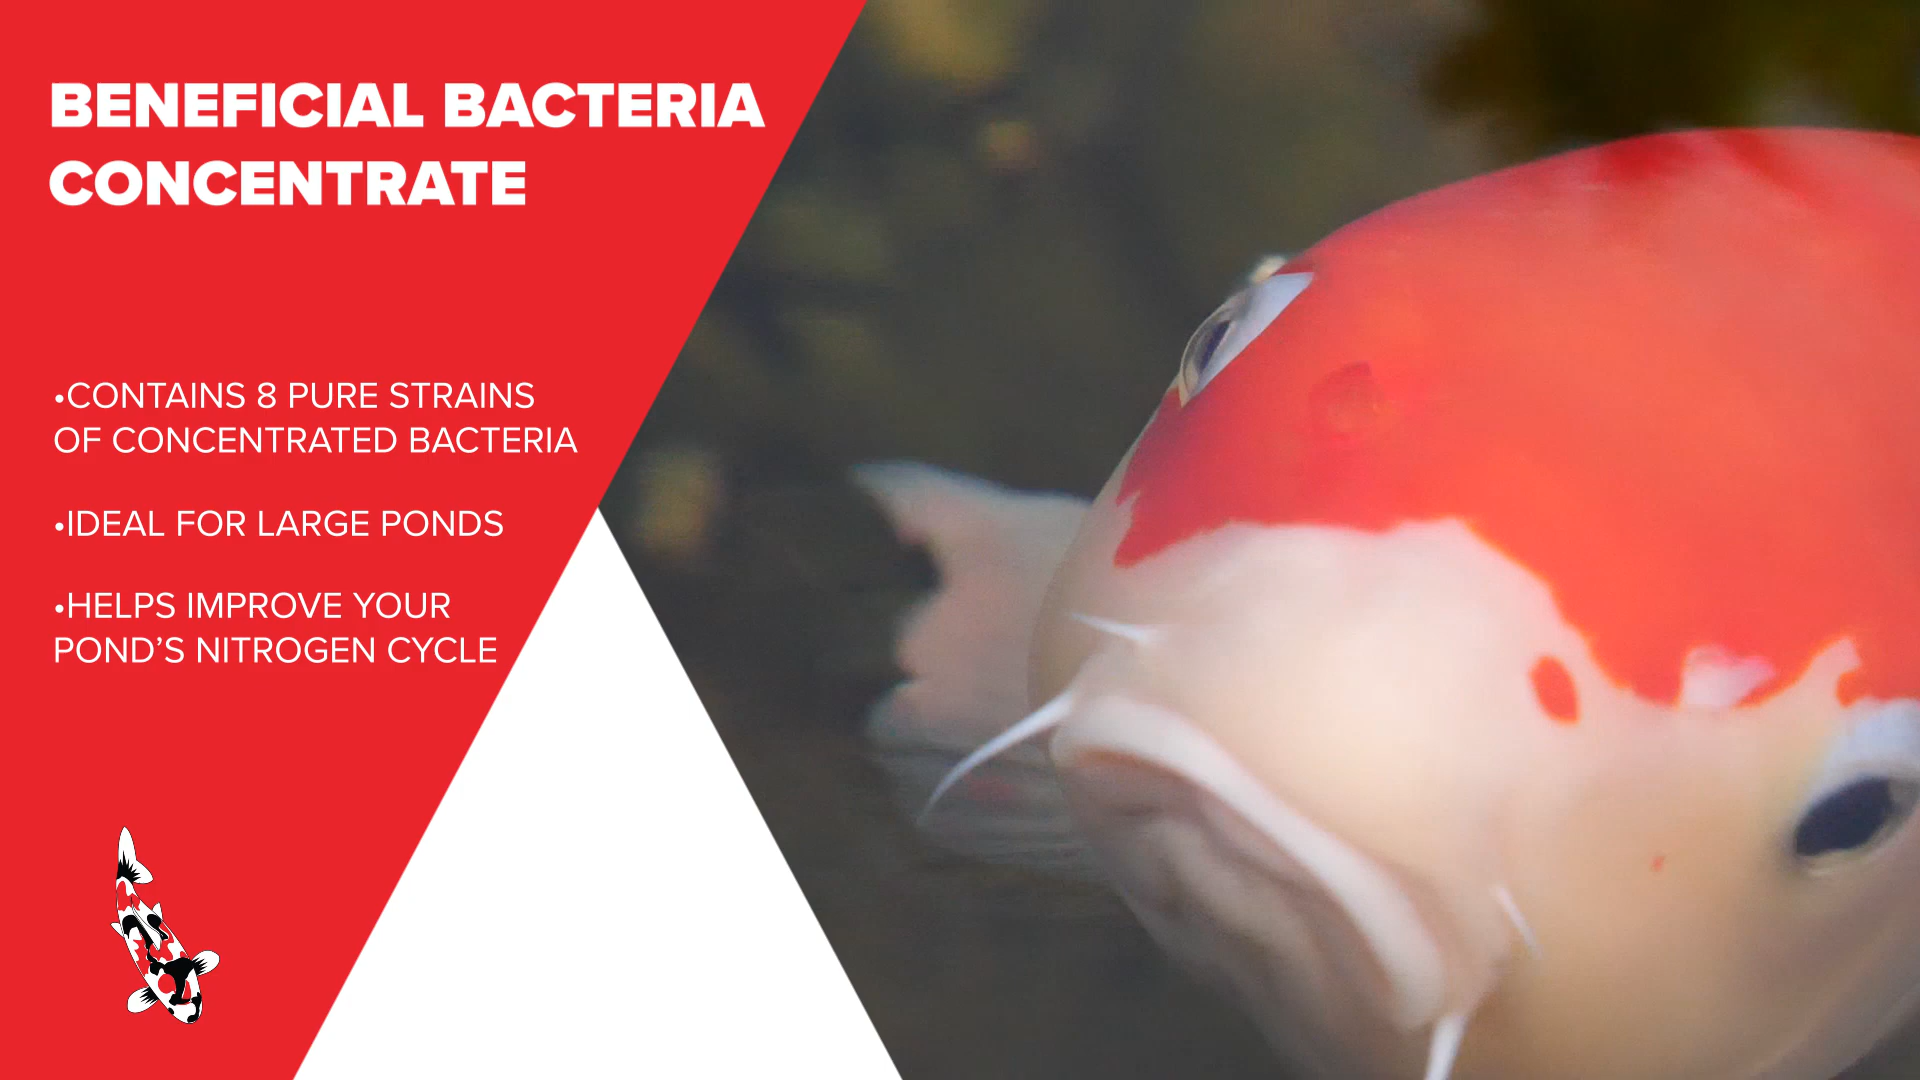 BENEFICIAL BACTERIA
CONCENTRATE
•CONTAINS 8 PURE STRAINS
OF CONCENTRATED BACTERIA
•IDEAL FOR LARGE PONDS
•HELPS IMPROVE YOUR
POND’S NITROGEN CYCLE